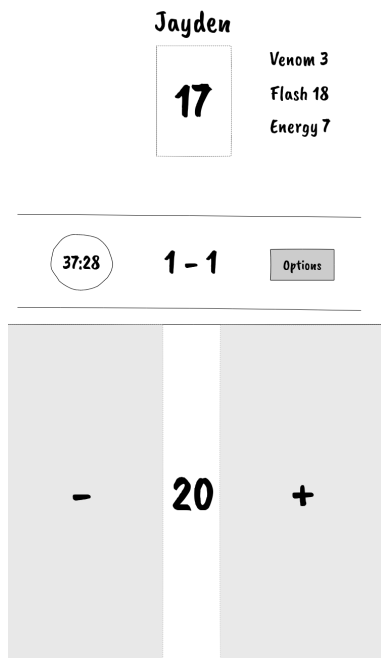 Jayden
17
Venom 3
Flash 18
Energy 7
37:28
1 - 1
Options
-
20
+